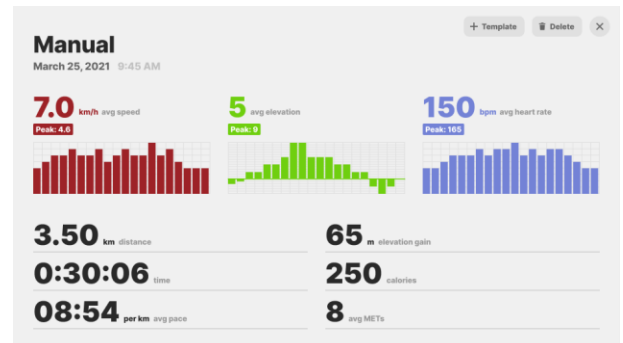 + Template Delete ×
Manual
March 25, 2021 9:45 AM
7.0 km/h avg speed
Peak: 4.6
5 avg elevation
Peak: 9
150 bpm avg heart rate
Peak: 165
3.50 km distance
65 m elevation gain
0:30:06 time
250 calories
08:54 per km avg pace
8 avg METs